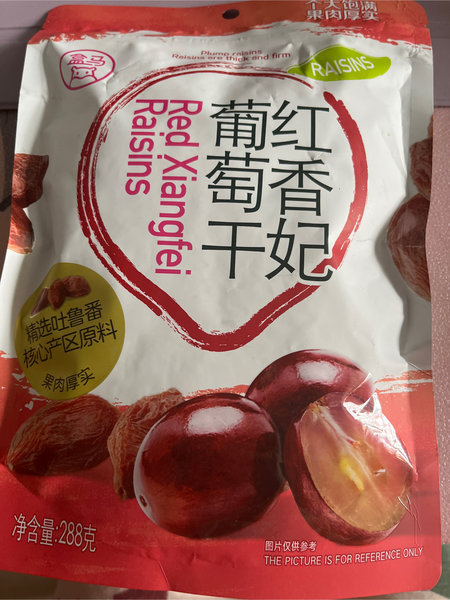 个大饱满
果肉厚实
盒马
Plump raisins
Raisins are thick and firm
RAISINS
红香妃
葡萄干
Red Xiangfei
Raisins
精选吐鲁番
核心产区原料
果肉厚实
净含量:288克
图片仅供参考
THE PICTURE IS FOR REFERENCE ONLY